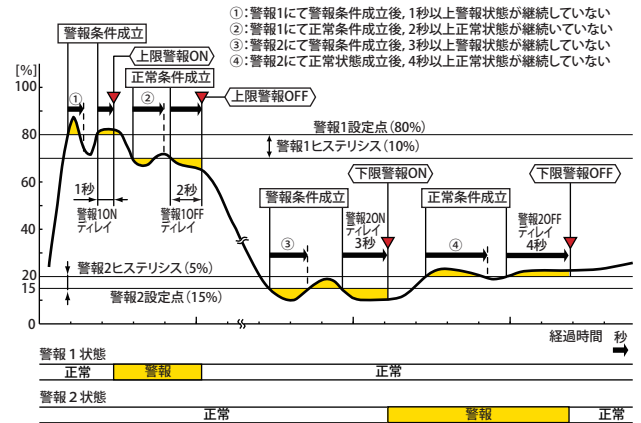 ①:警報1にて警報条件成立後, 1秒以上警報状態が継続していない
②:警報1にて正常条件成立後, 2秒以上正常状態が継続いていない
③:警報2にて警報条件成立後, 3秒以上警報状態が継続していない
④:警報2にて正常状態成立後, 4秒以上正常状態が継続していない
警報条件成立
上限警報ON
正常条件成立
上限警報OFF
[%]
100
①
②
80
警報1設定点(80%)
警報1ヒステリシス(10%)
60
1秒
2秒
警報1ON
ディレイ
警報1OFF
ディレイ
下限警報ON
下限警報OFF
警報条件成立
正常条件成立
警報2ON
ディレイ
3秒
警報2OFF
ディレイ
4秒
40
③
④
警報2ヒステリシス(5%)
20
15
警報2設定点(15%)
0
経過時間 秒
警報1状態
正常 警報 正常
警報2状態
正常 警報 正常